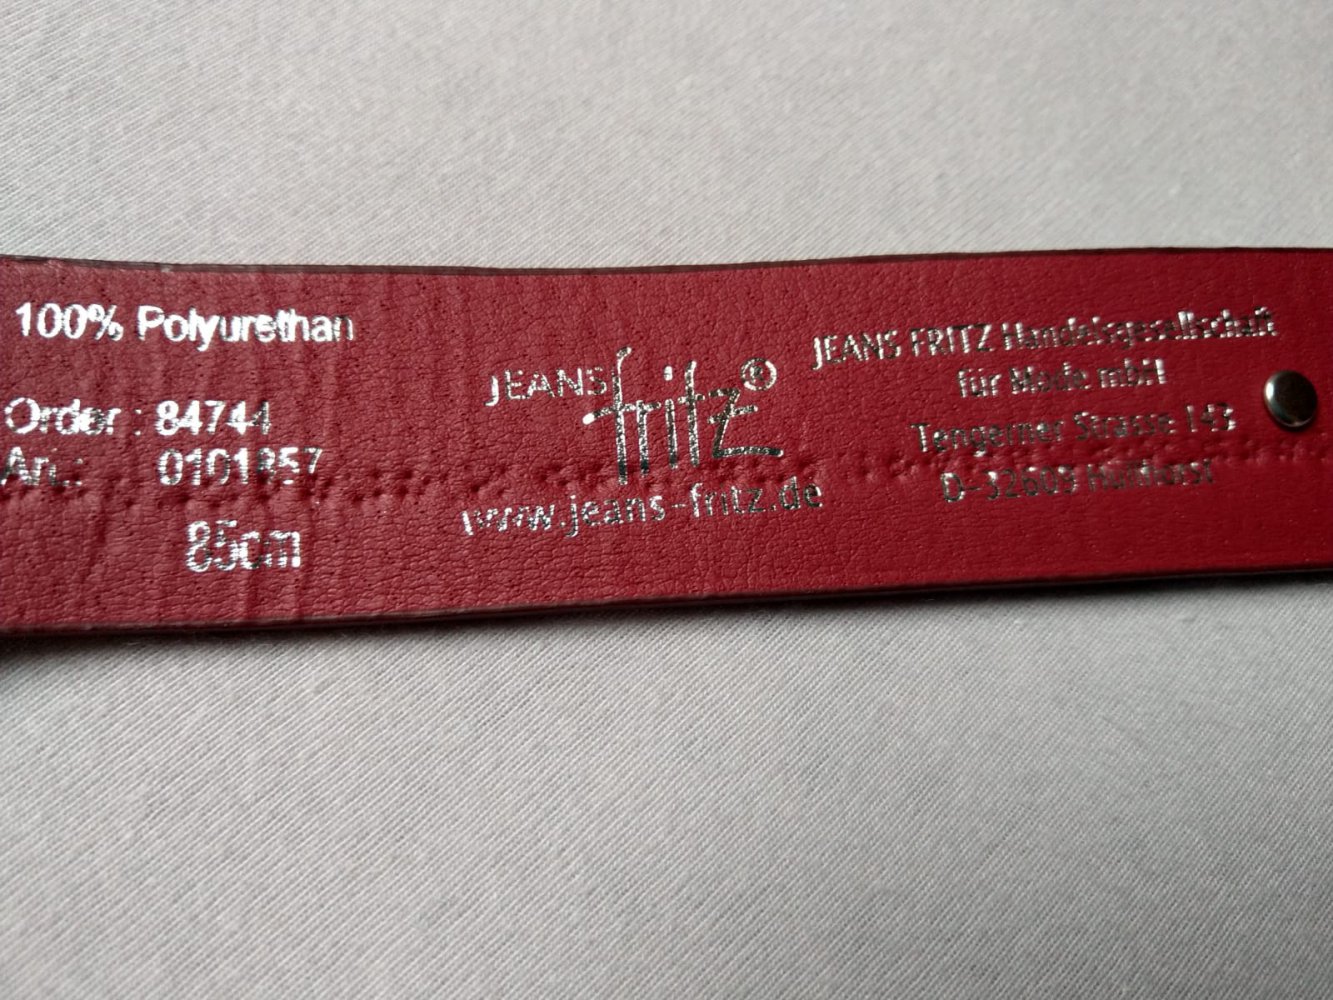 100% Polyurethan
Order : 84744
Art.: 0101857
85cm
JEANS fritz®
www.jeans-fritz.de
JEANS FRITZ Handelsgesellschaft
für Mode mbH
Tengerner Strasse 143
D-32609 Hüllhorst